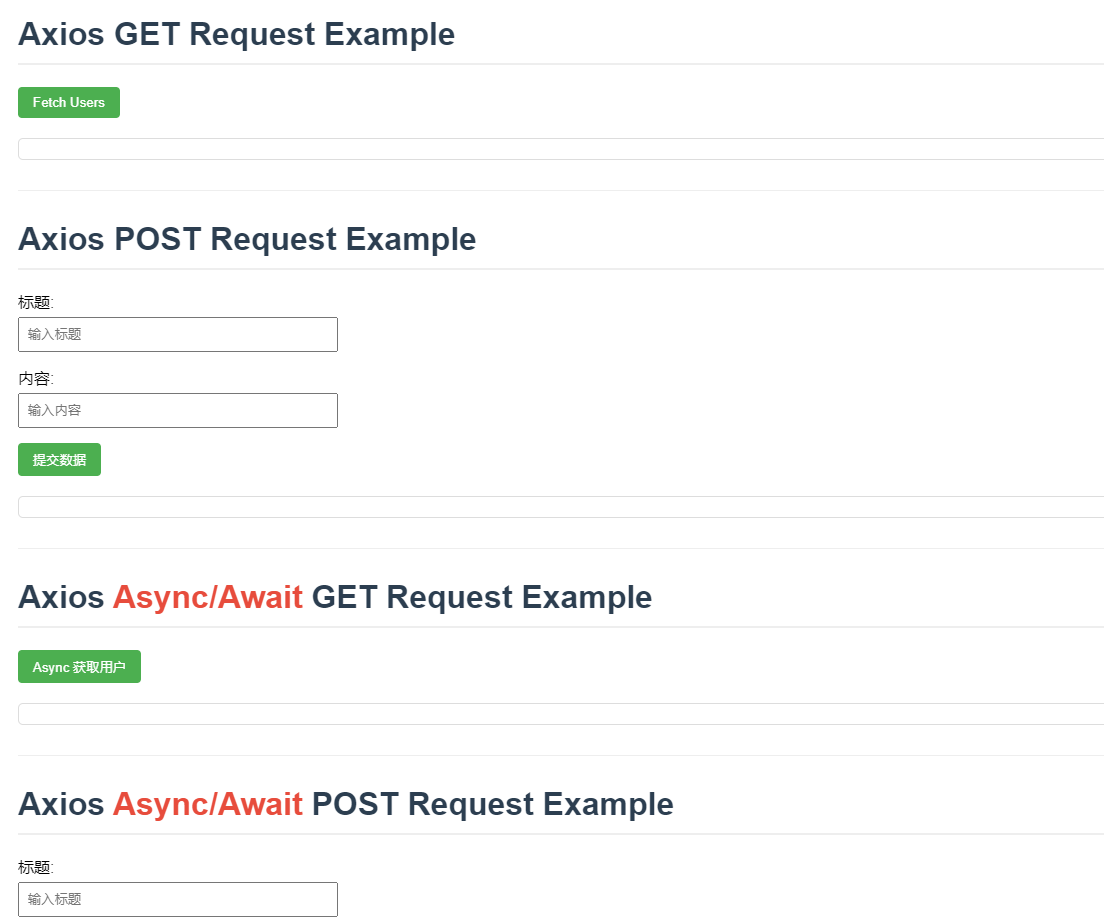 Axios GET Request Example
Fetch Users
Axios POST Request Example
标题:
输入标题
内容:
输入内容
提交数据
Axios Async/Await GET Request Example
Async 获取用户
Axios Async/Await POST Request Example
标题:
输入标题